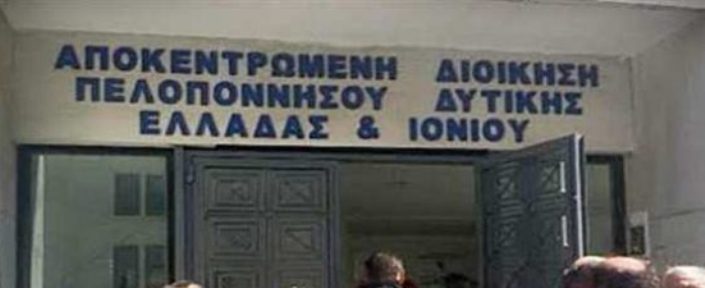 ΑΠΟΚΕΝΤΡΩΜΕΝΗ ΔΙΟΙΚΗΣΗ
ΠΕΛΟΠΟΝΝΗΣΟΥ ΔΥΤΙΚΗΣ
ΕΛΛΑΔΑΣ & ΙΟΝΙΟΥ